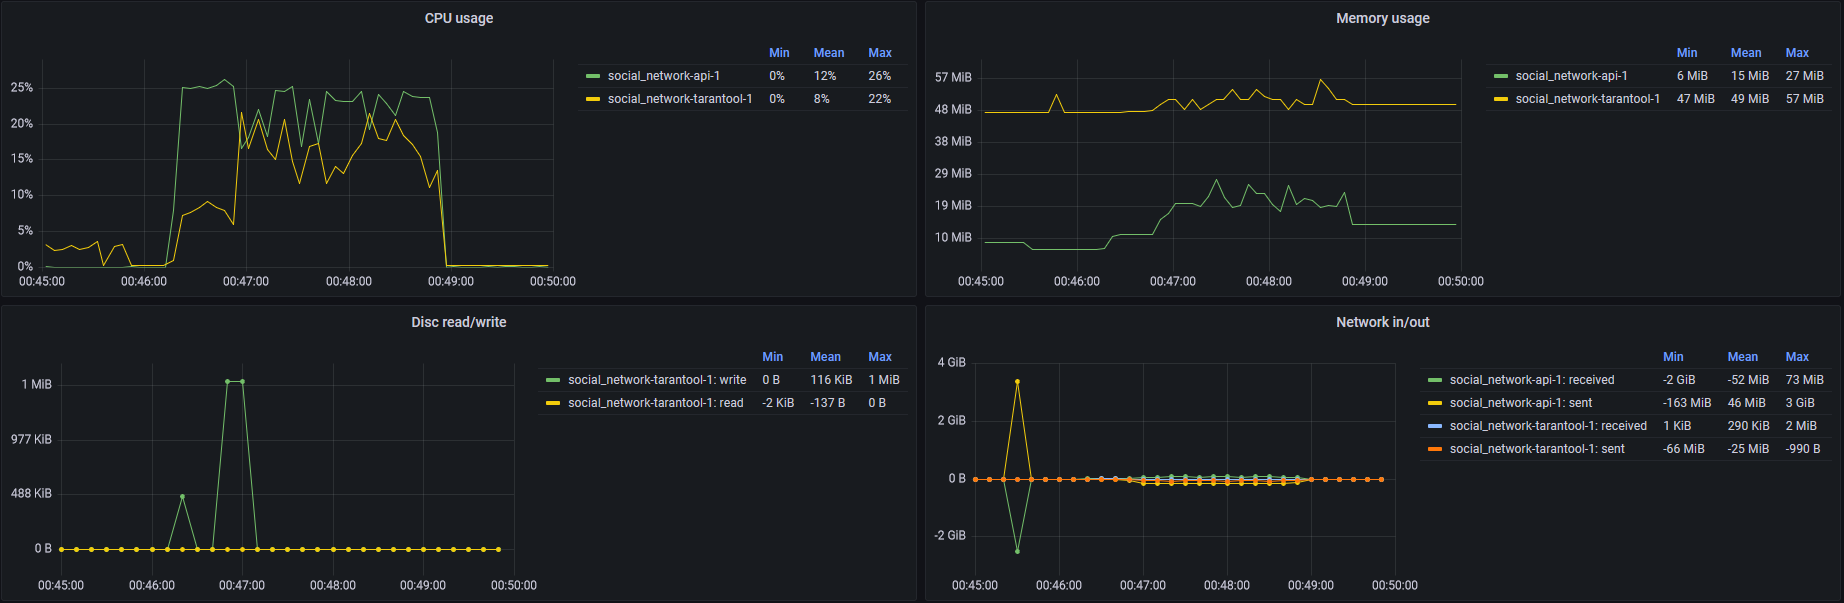 CPU usage
Min Mean Max
social_network-api-1 0% 12% 26%
social_network-tarantool-1 0% 8% 22%
25%
20%
15%
10%
5%
0%
00:45:00 00:46:00 00:47:00 00:48:00 00:49:00 00:50:00
Memory usage
Min Mean Max
social_network-api-1 6 MiB 15 MiB 27 MiB
social_network-tarantool-1 47 MiB 49 MiB 57 MiB
57 MiB
48 MiB
38 MiB
29 MiB
19 MiB
10 MiB
00:45:00 00:46:00 00:47:00 00:48:00 00:49:00 00:50:00
Disc read/write
Min Mean Max
social_network-tarantool-1: write 0 B 116 KiB 1 MiB
social_network-tarantool-1: read -2 KiB -137 B 0 B
1 MiB
977 KiB
488 KiB
0 B
00:45:00 00:46:00 00:47:00 00:48:00 00:49:00 00:50:00
Network in/out
Min Mean Max
social_network-api-1: received -2 GiB -52 MiB 73 MiB
social_network-api-1: sent -163 MiB 46 MiB 3 GiB
social_network-tarantool-1: received 1 KiB 290 KiB 2 MiB
social_network-tarantool-1: sent -66 MiB -25 MiB -990 B
4 GiB
2 GiB
0 B
-2 GiB
00:45:00 00:46:00 00:47:00 00:48:00 00:49:00 00:50:00